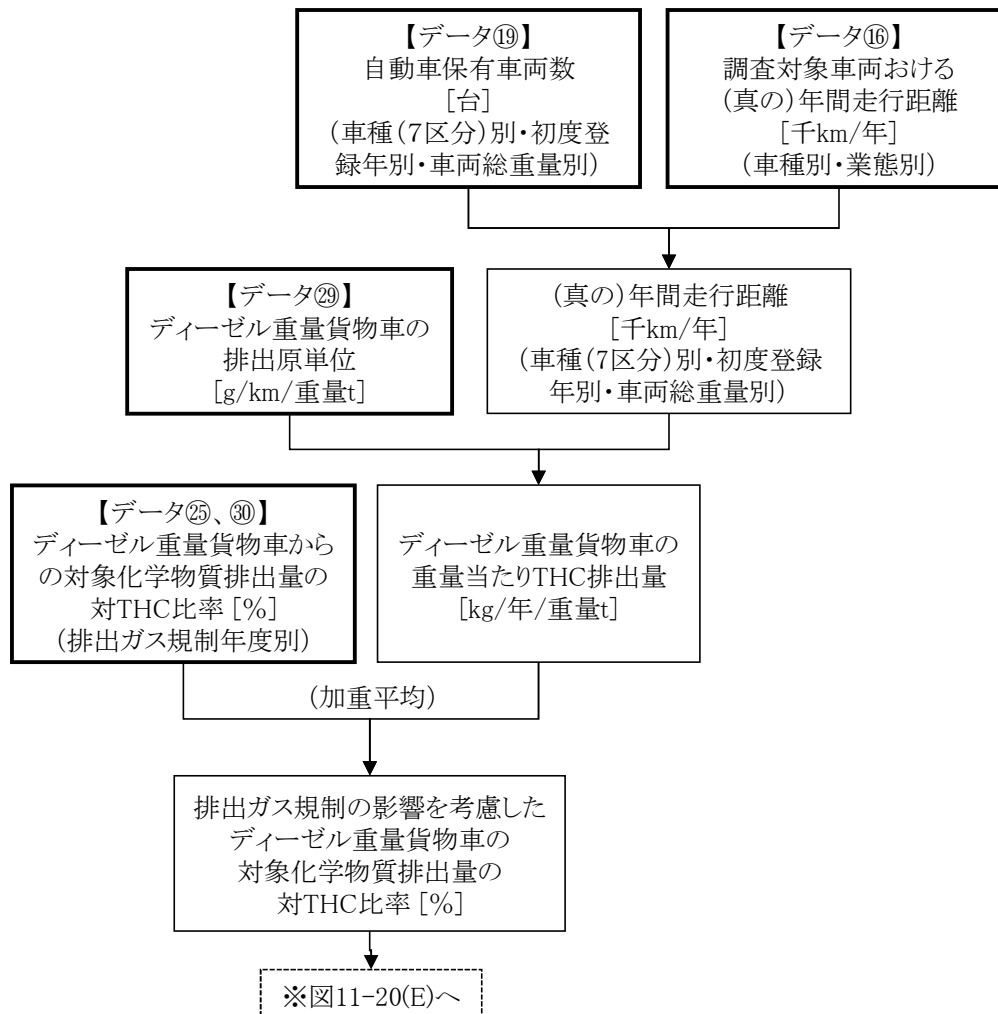 【データ⑲】
自動車保有車両数
[台]
(車種(7区分)別・初度登
録年別・車両総重量別)
【データ⑯】
調査対象車両おける
(真の)年間走行距離
[千km/年]
(車種別・業態別)
【データ㉙】
ディーゼル重量貨物車の
排出原単位
[g/km/重量t]
(真の)年間走行距離
[千km/年]
(車種(7区分)別・初度登録
年別・車両総重量別)
【データ㉕、㉚】
ディーゼル重量貨物車から
の対象化学物質排出量の
対THC比率 [%]
(排出ガス規制年度別)
ディーゼル重量貨物車の
重量当たりTHC排出量
[kg/年/重量t]
(加重平均)
排出ガス規制の影響を考慮した
ディーゼル重量貨物車の
対象化学物質排出量の
対THC比率 [%]
※図11-20(E)へ